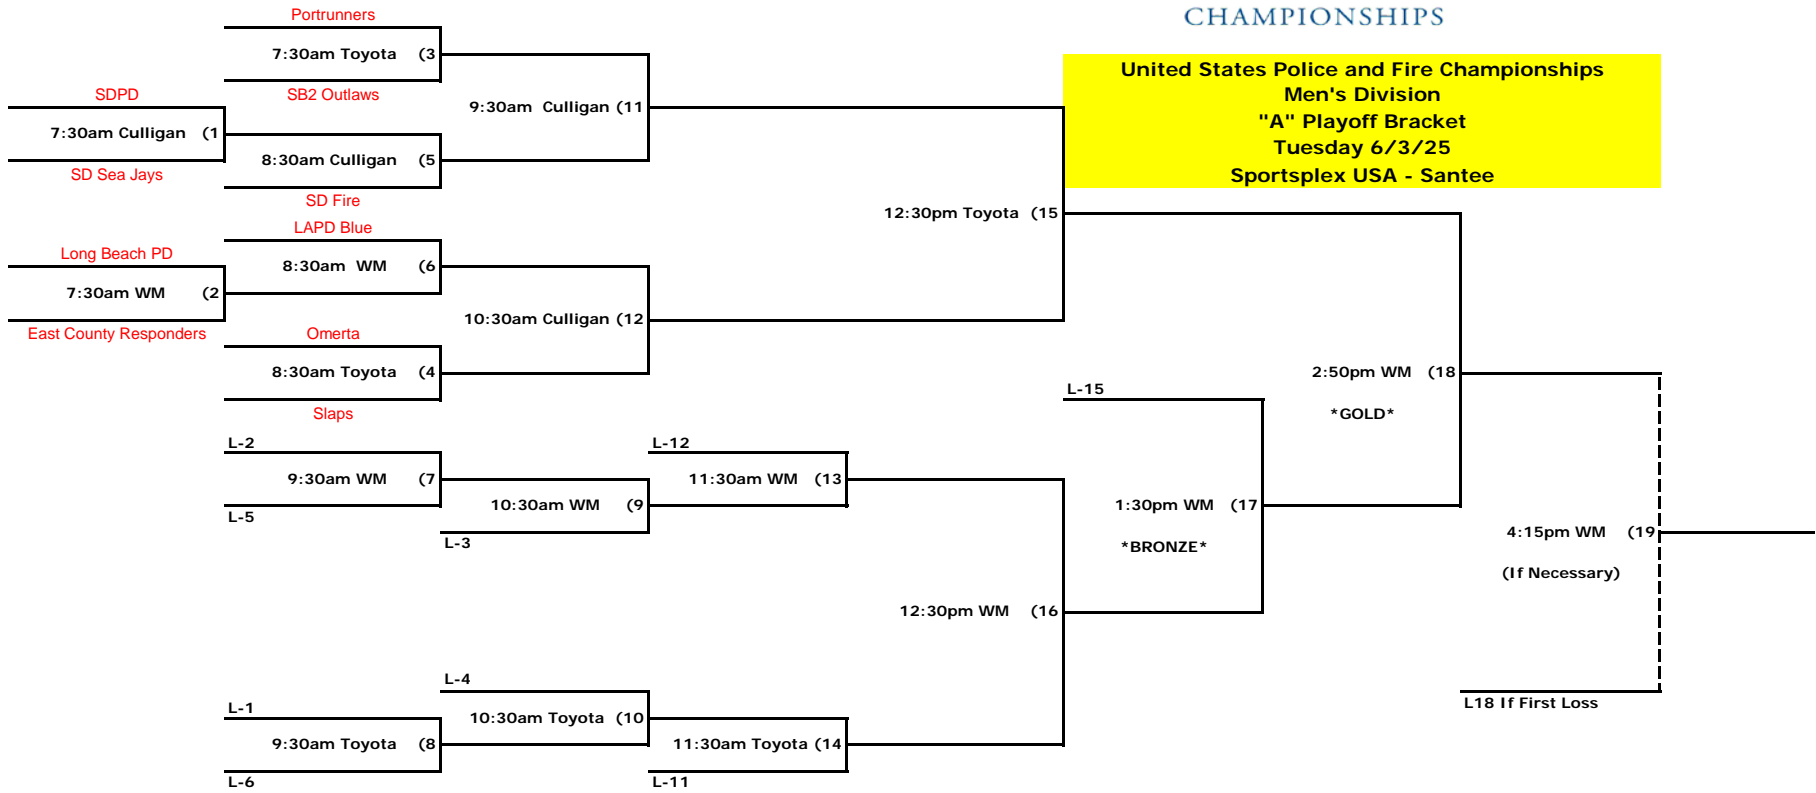 CHAMPIONSHIPS
United States Police and Fire Championships
Men's Division
"A" Playoff Bracket
Tuesday 6/3/25
Sportsplex USA - Santee
Portrunners
7:30am Toyota (3
SB2 Outlaws
SDPD
7:30am Culligan (1
SD Sea Jays
8:30am Culligan (5
SD Fire
9:30am Culligan (11
LAPD Blue
8:30am WM (6
Long Beach PD
7:30am WM (2
East County Responders
Omerta
8:30am Toyota (4
Slaps
10:30am Culligan (12
12:30pm Toyota (15
L-2
9:30am WM (7
L-5
10:30am WM (9
L-3
L-12
11:30am WM (13
L-15
1:30pm WM (17
*BRONZE*
2:50pm WM (18
*GOLD*
4:15pm WM (19
(If Necessary)
L18 If First Loss
12:30pm WM (16
L-4
10:30am Toyota (10
L-1
9:30am Toyota (8
L-6
11:30am Toyota (14
L-11